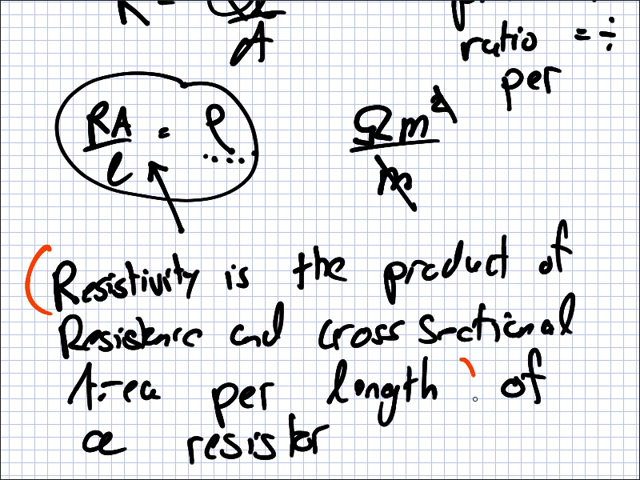 A
ratio = ÷
per
RA/l = ρ
Ωm²/m
Resistivity is the product of
Resistance and cross sectional
Area per length of
a resistor